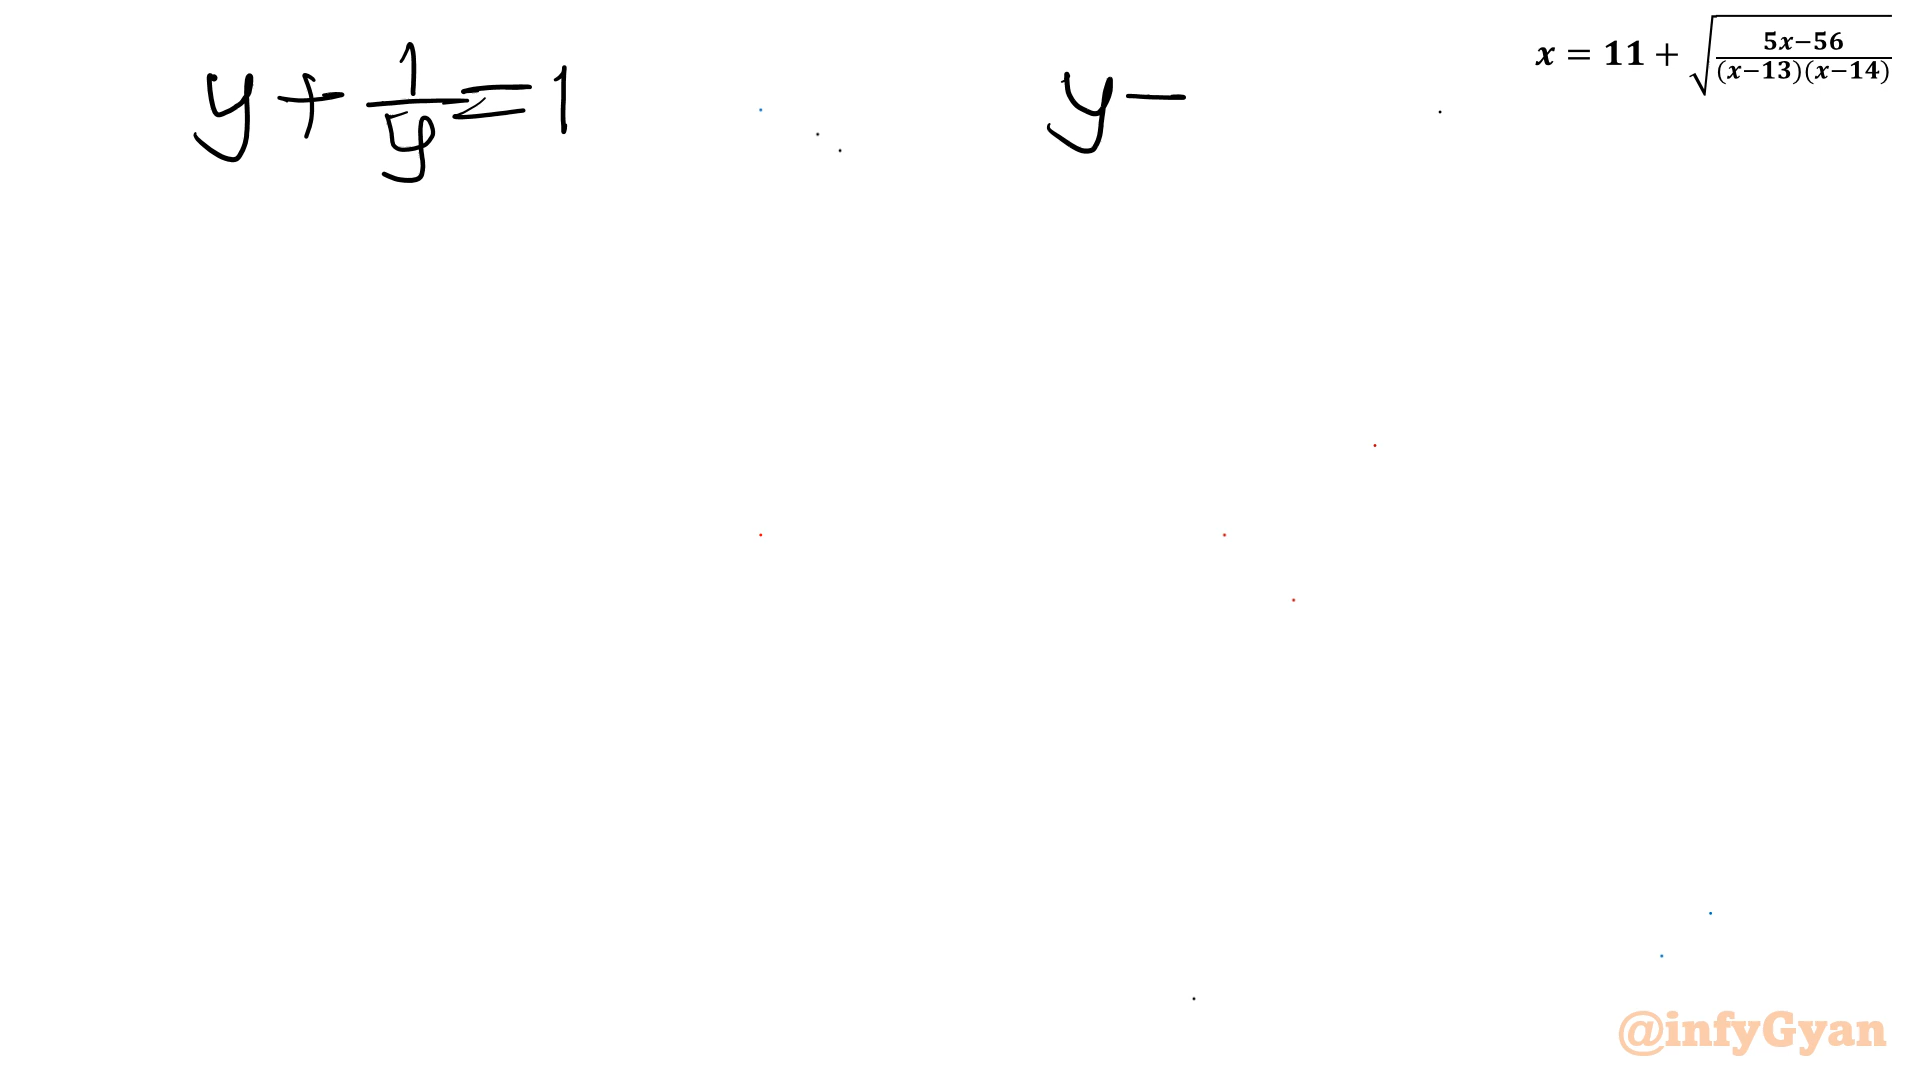 y + 1/y = 1
y −
x = 11 + √((5x−56)/((x−13)(x−14)))
@infyGyan